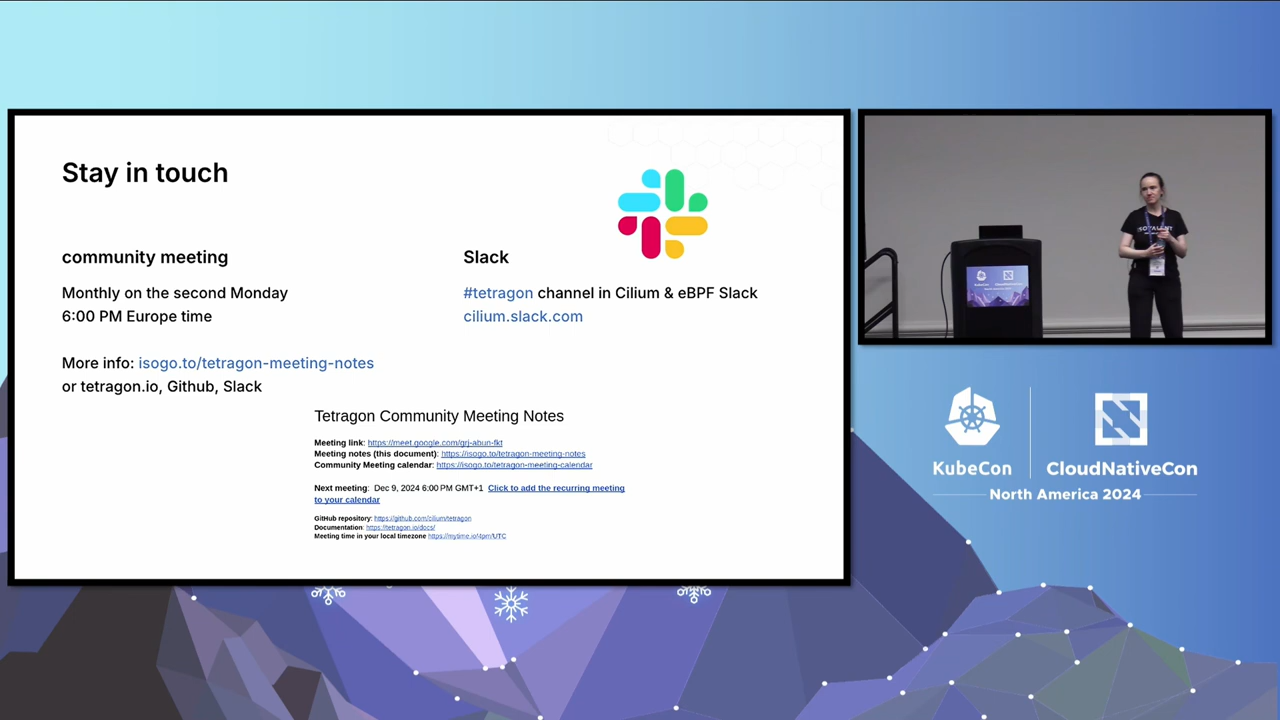 Stay in touch
community meeting
Monthly on the second Monday
6:00 PM Europe time
More info: isogo.to/tetragon-meeting-notes
or tetragon.io, Github, Slack
Slack
#tetragon channel in Cilium & eBPF Slack
cilium.slack.com
Tetragon Community Meeting Notes
Meeting link: https://meet.google.com/grj-abun-fkt
Meeting notes (this document): https://isogo.to/tetragon-meeting-notes
Community Meeting calendar: https://isogo.to/tetragon-meeting-calendar
Next meeting: Dec 9, 2024 6:00 PM GMT+1 Click to add the recurring meeting
to your calendar
GitHub repository: https://github.com/cilium/tetragon
Documentation: https://tetragon.io/docs/
Meeting time in your local timezone https://mytime.io/4pm/UTC
KubeCon
CloudNativeCon
North America 2024